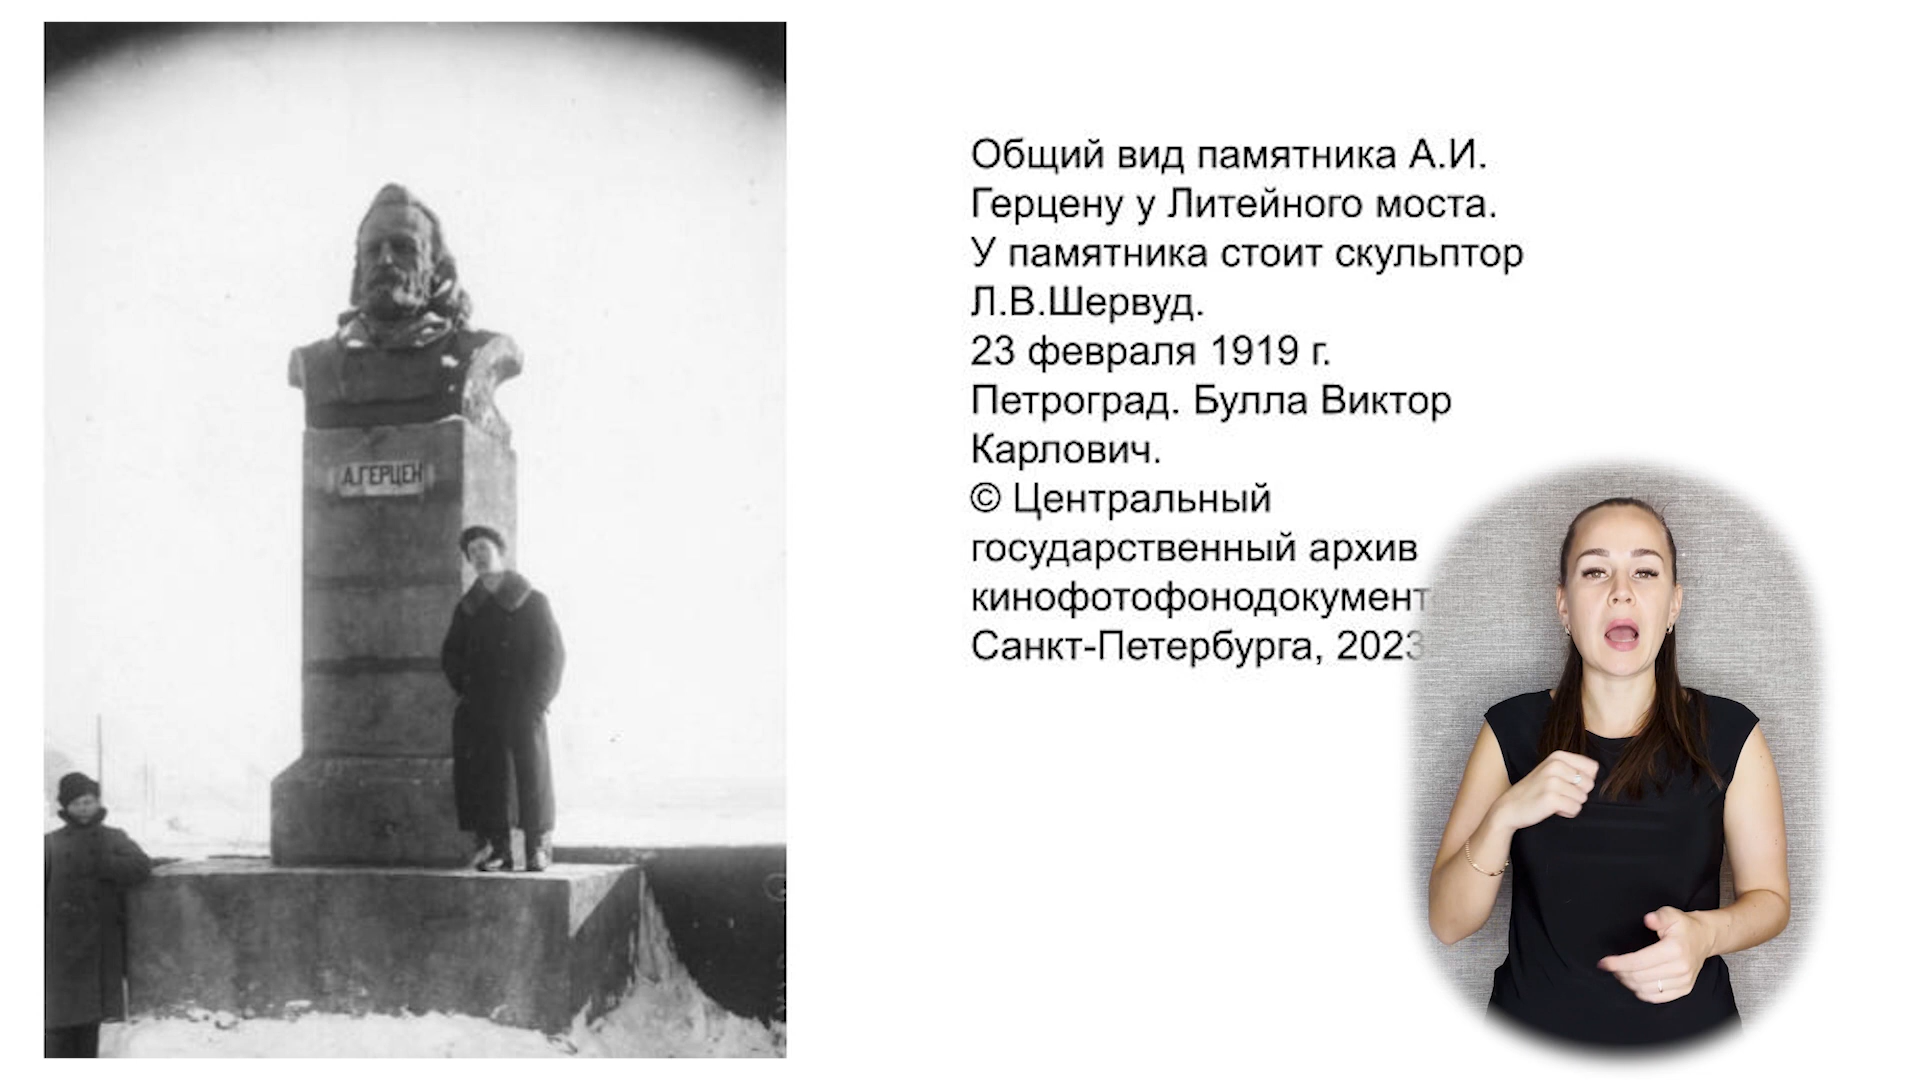 А.ГЕРЦЕН
Общий вид памятника А.И.
Герцену у Литейного моста.
У памятника стоит скульптор
Л.В.Шервуд.
23 февраля 1919 г.
Петроград. Булла Виктор
Карлович.
© Центральный
государственный архив
кинофотофонодокумент
Санкт-Петербурга, 2023